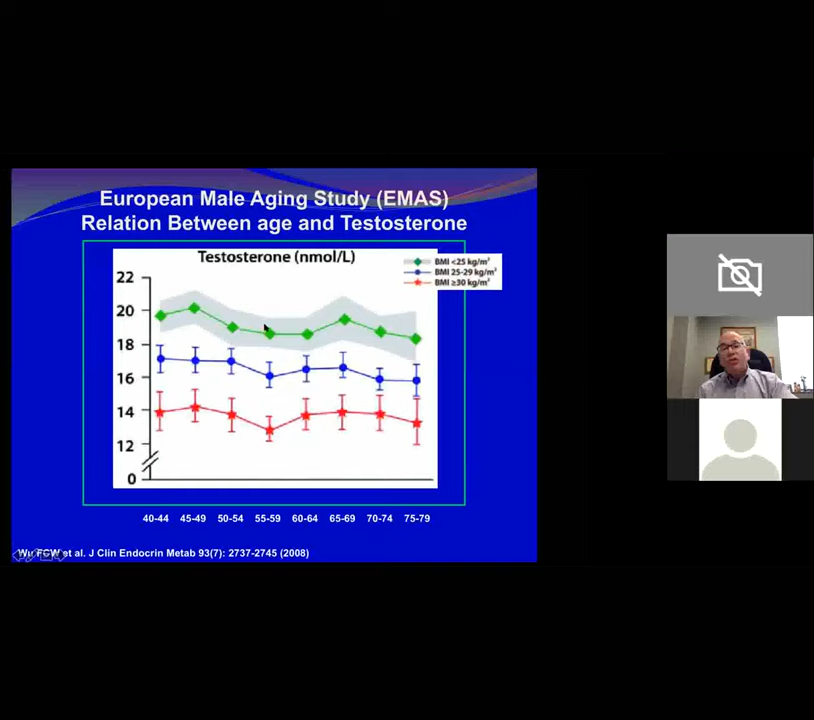 European Male Aging Study (EMAS)
Relation Between age and Testosterone
Testosterone (nmol/L)
BMI <25 kg/m²
BMI 25-29 kg/m²
BMI ≥30 kg/m²
22
20
18
16
14
12
0
40-44 45-49 50-54 55-59 60-64 65-69 70-74 75-79
Wu FCW et al. J Clin Endocrin Metab 93(7): 2737-2745 (2008)